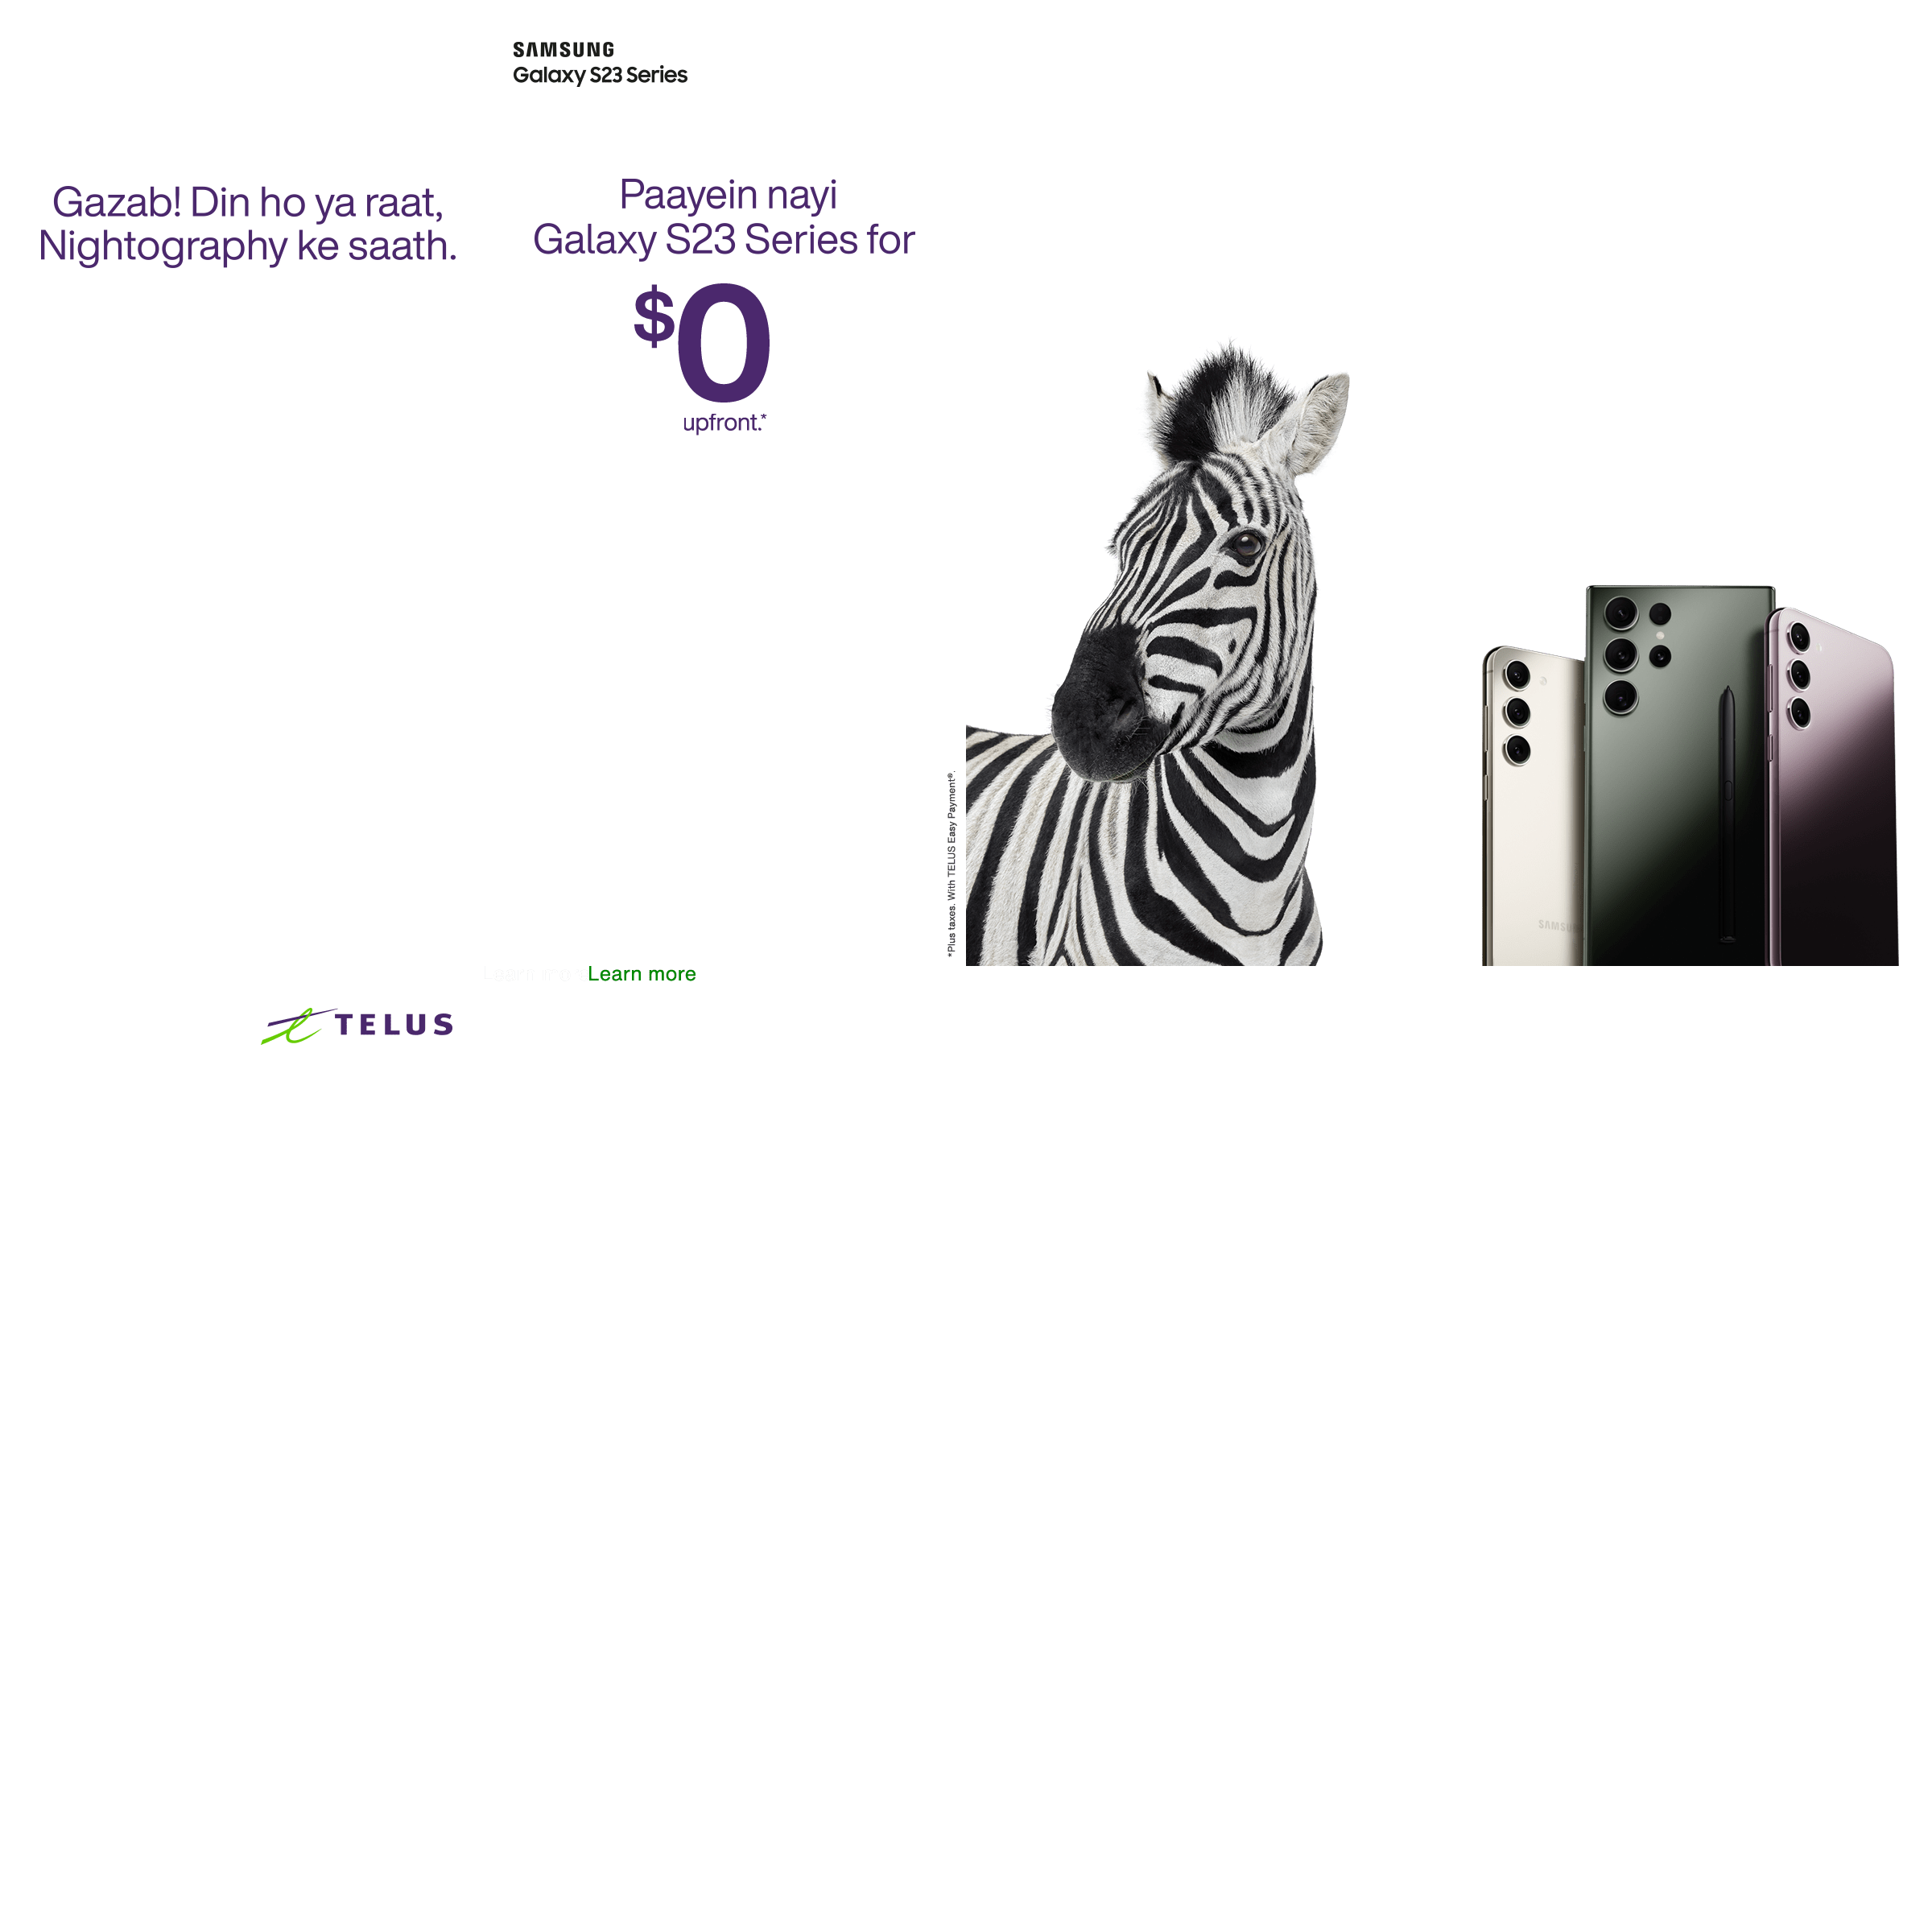 SAMSUNG
Galaxy S23 Series
Gazab! Din ho ya raat,
Nightography ke saath.
Paayein nayi
Galaxy S23 Series for
$0
upfront.*
*Plus taxes. With TELUS Easy Payment®.
SAMSU
Learn more
TELUS